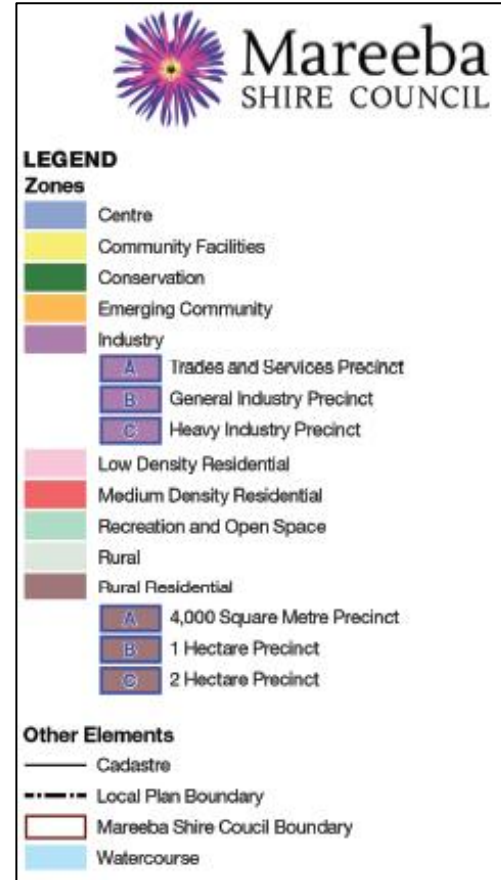 Mareeba
SHIRE COUNCIL
LEGEND
Zones
Centre
Community Facilities
Conservation
Emerging Community
Industry
A Trades and Services Precinct
B General Industry Precinct
C Heavy Industry Precinct
Low Density Residential
Medium Density Residential
Recreation and Open Space
Rural
Rural Residential
A 4,000 Square Metre Precinct
B 1 Hectare Precinct
C 2 Hectare Precinct
Other Elements
Cadastre
Local Plan Boundary
Mareeba Shire Coucil Boundary
Watercourse